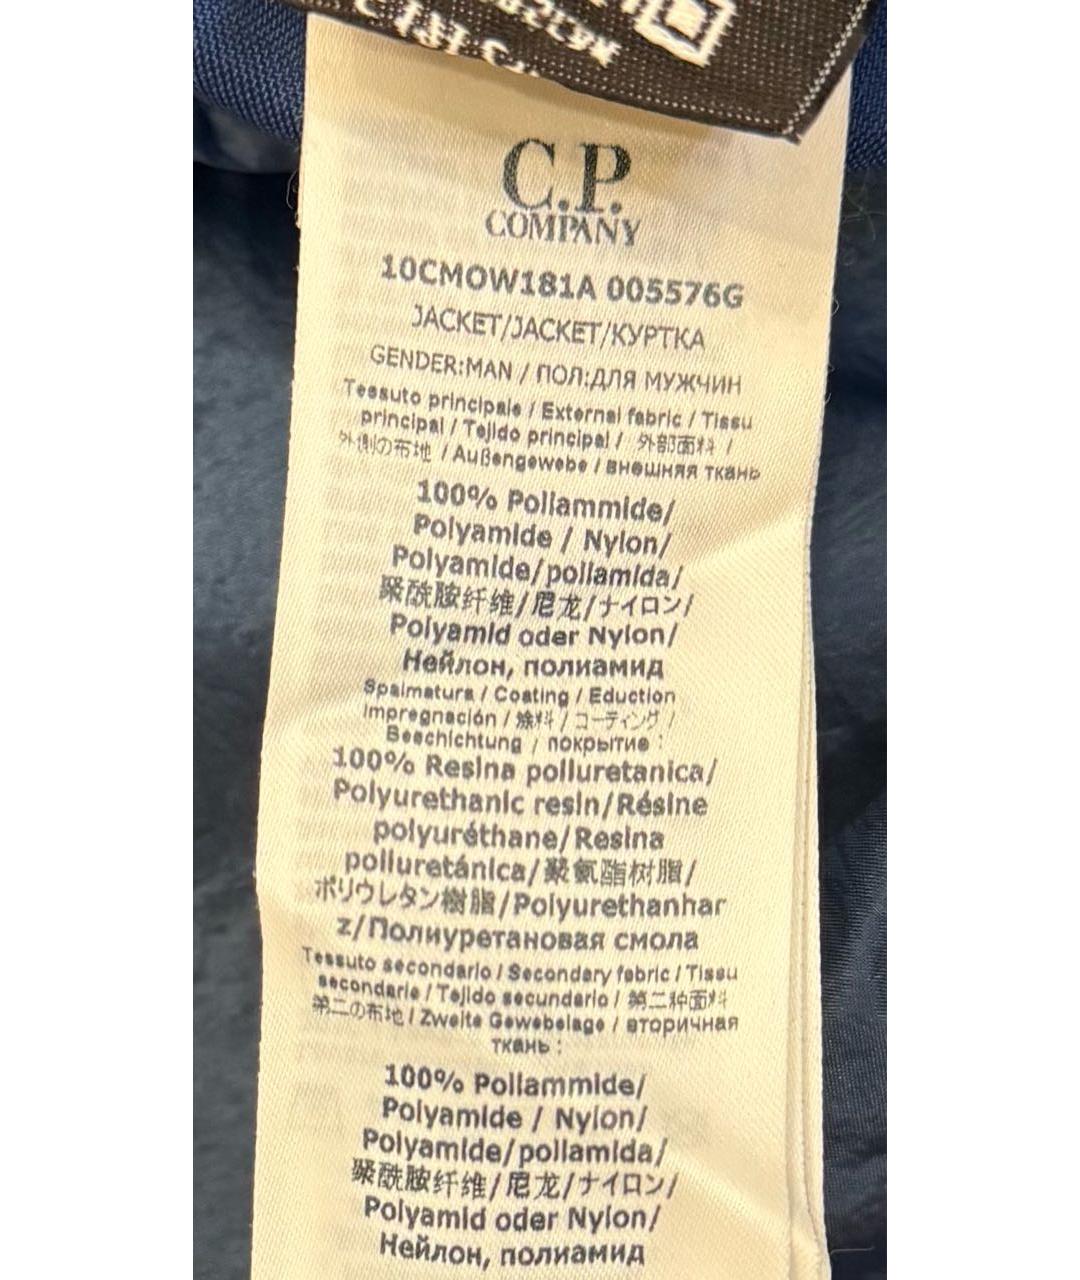 C.P.
COMPANY
10CMOW181A 005576G
JACKET/JACKET/КУРТКА
GENDER:MAN / ПОЛ:ДЛЯ МУЖЧИН
Tessuto principale / External fabric / Tissu
principal / Tejido principal / 外部面料 /
外側の布地 / Außengewebe / внешняя ткань
100% Poliammide/
Polyamide / Nylon/
Polyamide/poliamida/
聚酰胺纤维/尼龙/ナイロン/
Polyamid oder Nylon/
Нейлон, полиамид
Spalmatura / Coating / Eduction
Impregnación / 涂料 / コーティング /
Beschichtung / покрытие :
100% Resina poliuretanica/
Polyurethanic resin/Résine
polyuréthane/Resina
poliuretánica/聚氨酯树脂/
ポリウレタン樹脂/Polyurethanhar
z/Полиуретановая смола
Tessuto secondario / Secondary fabric / Tissu
secondarie / Tejido secundario / 第二种面料
第二の布地 / Zweite Gewebelage / вторичная
ткань :
100% Poliammide/
Polyamide / Nylon/
Polyamide/poliamida/
聚酰胺纤维/尼龙/ナイロン/
Polyamid oder Nylon/
Нейлон, полиамид